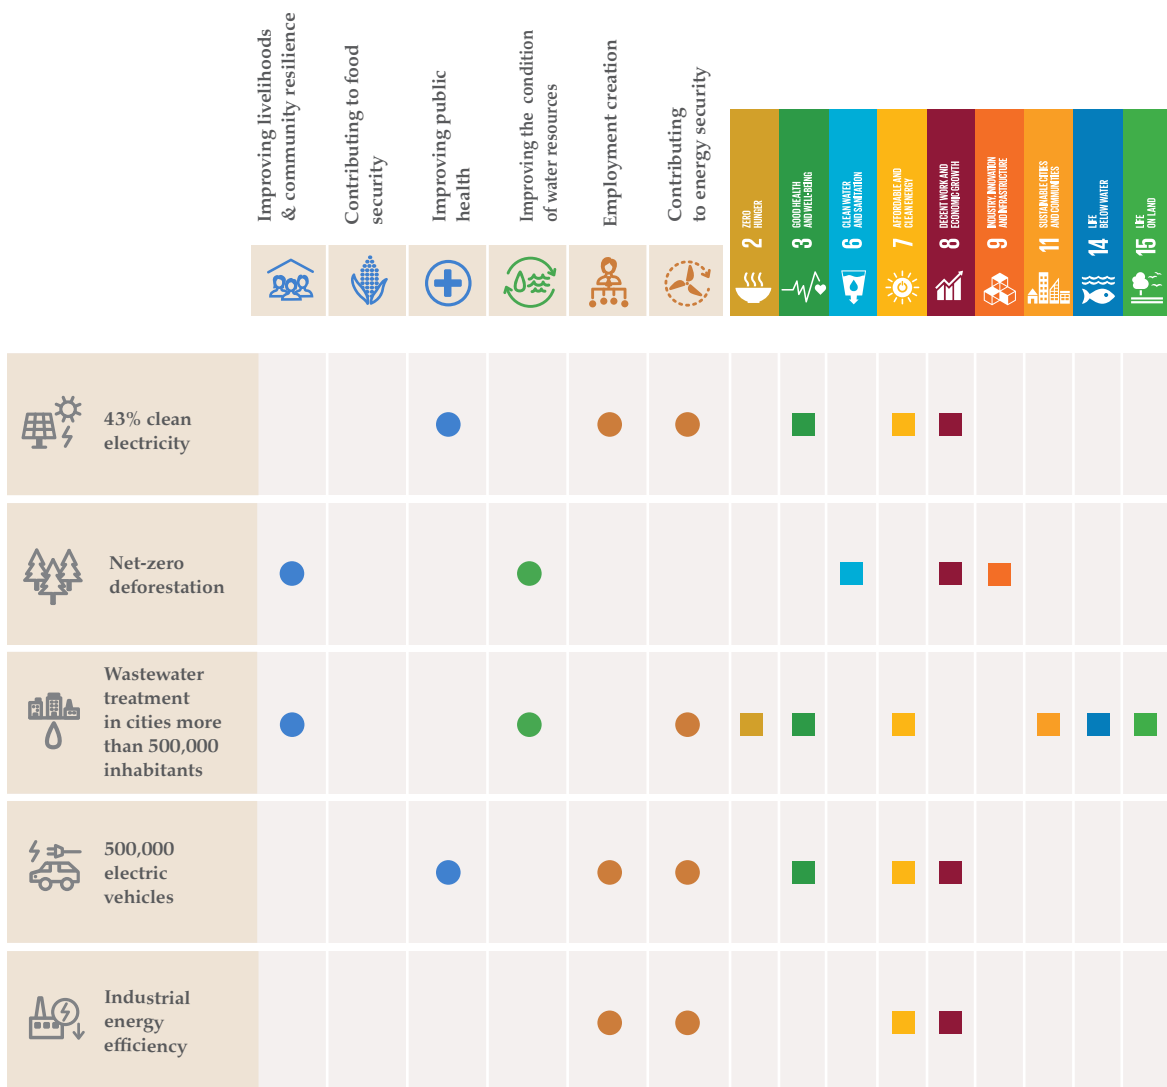 Improving livelihoods
& community resilience
Contributing to food
security
Improving public
health
Improving the condition
of water resources
Employment creation
Contributing
to energy security
2 ZERO
HUNGER
3 GOOD HEALTH
AND WELL-BEING
6 CLEAN WATER
AND SANITATION
7 AFFORDABLE AND
CLEAN ENERGY
8 DECENT WORK AND
ECONOMIC GROWTH
9 INDUSTRY, INNOVATION
AND INFRASTRUCTURE
11 SUSTAINABLE CITIES
AND COMMUNITIES
14 LIFE
BELOW WATER
15 LIFE
ON LAND
43% clean
electricity
Net-zero
deforestation
Wastewater
treatment
in cities more
than 500,000
inhabitants
500,000
electric
vehicles
Industrial
energy
efficiency